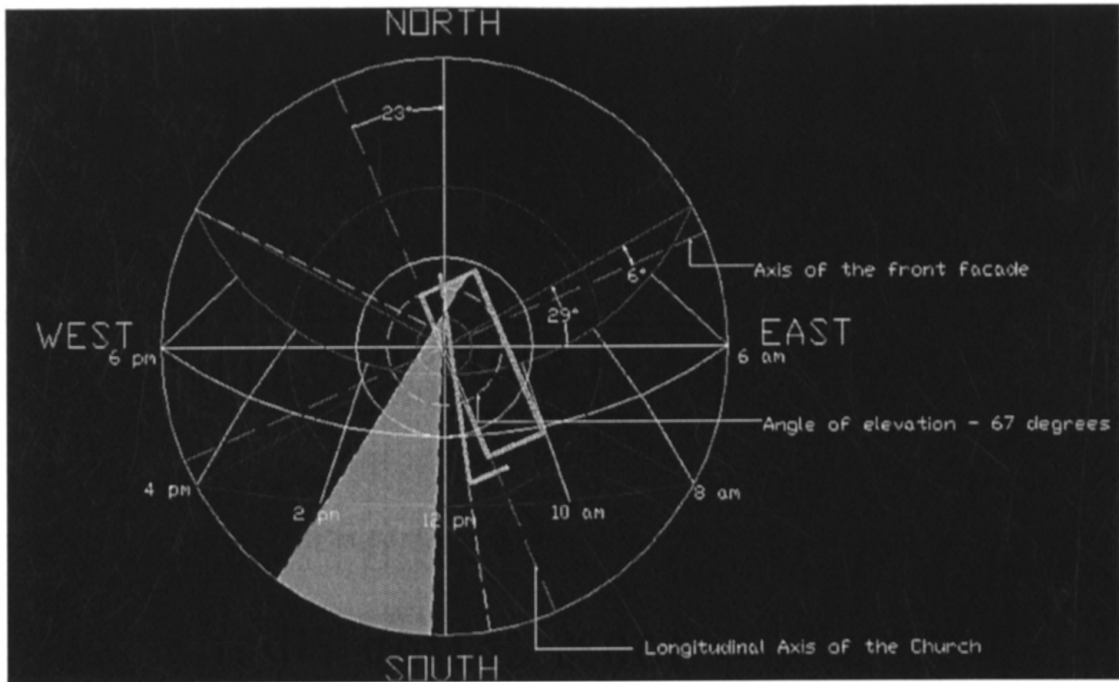 NORTH
23°
6°
Axis of the front facade
29°
WEST
EAST
6 pm
6 am
Angle of elevation - 67 degrees
4 pm
8 am
2 pm
12 pm
10 am
Longitudinal Axis of the Church
SOUTH